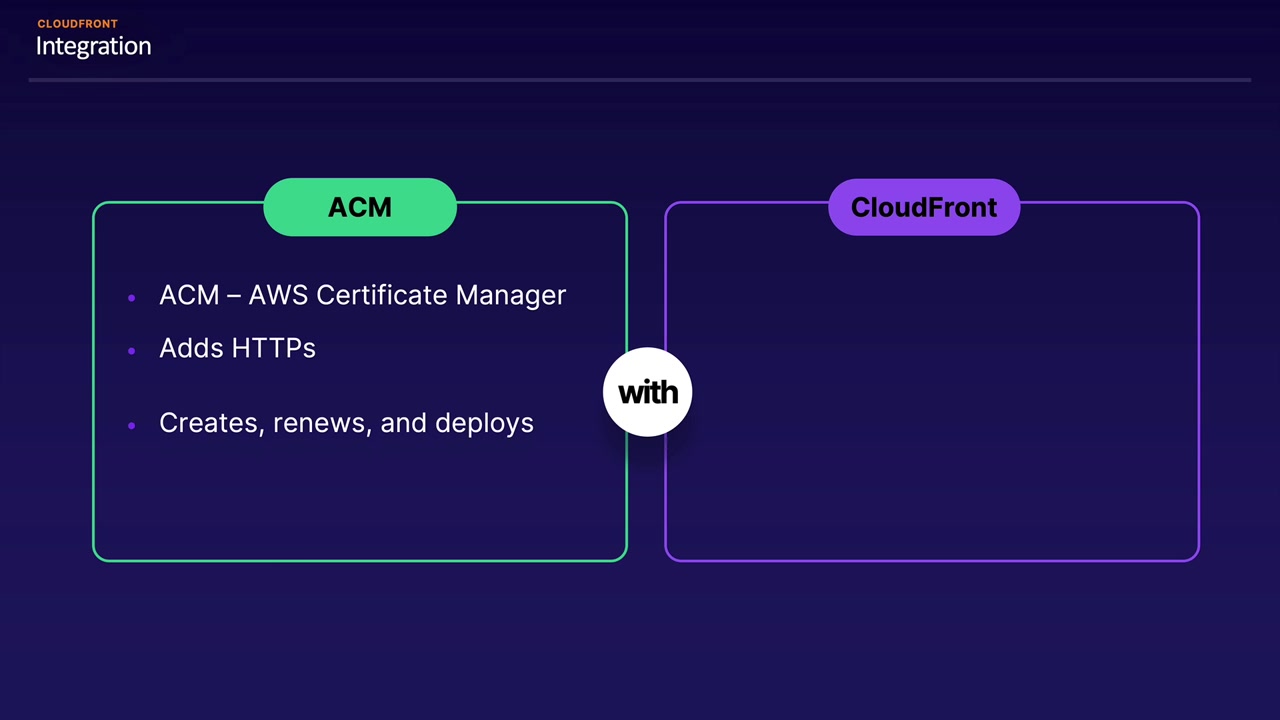 CLOUDFRONT
Integration
ACM
ACM – AWS Certificate Manager
Adds HTTPs
Creates, renews, and deploys
with
CloudFront